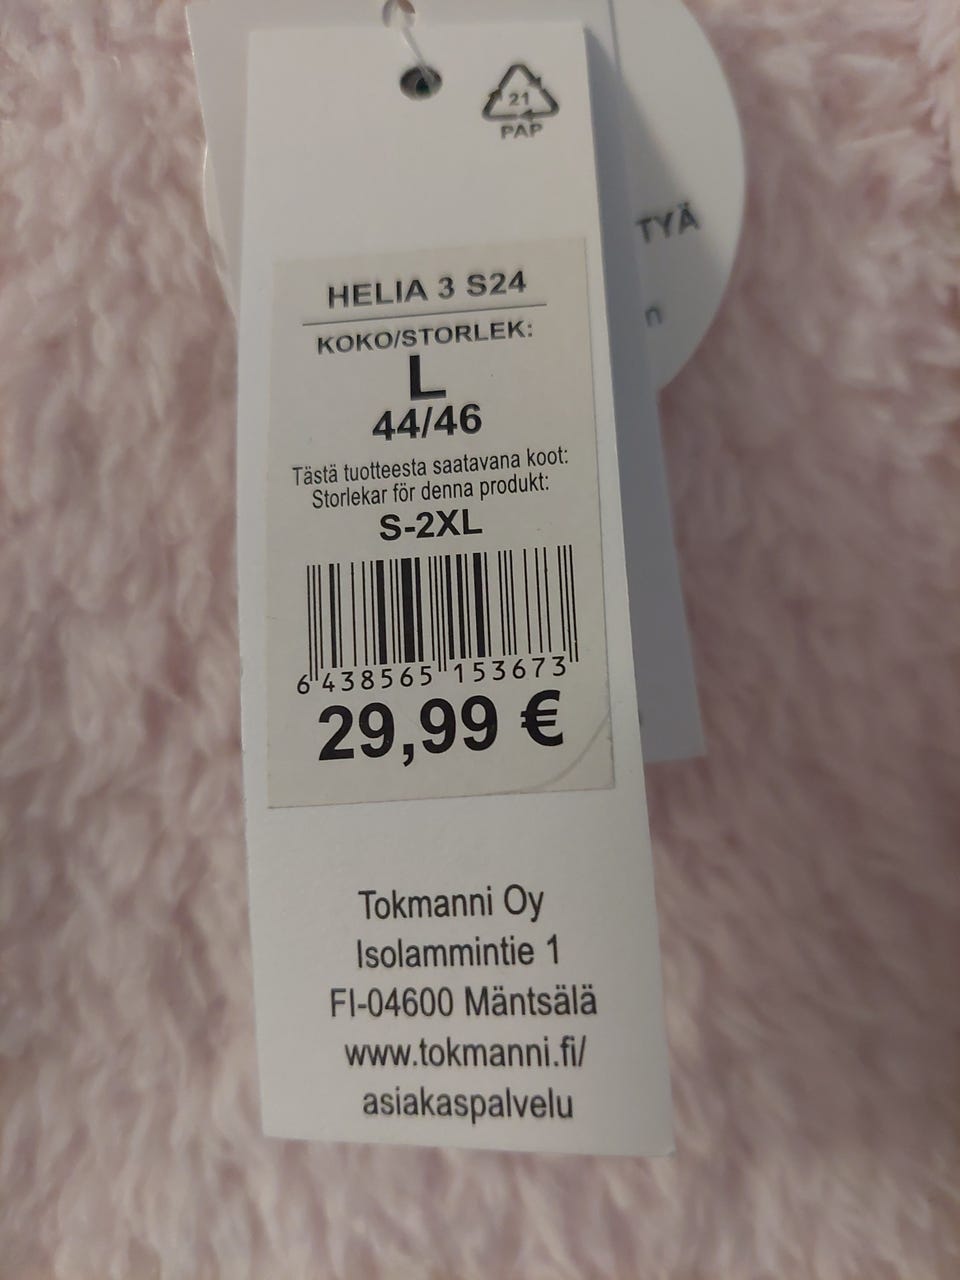 21
PAP
TYÄ
n
HELIA 3 S24
KOKO/STORLEK:
L
44/46
Tästä tuotteesta saatavana koot:
Storlekar för denna produkt:
S-2XL
6 438565 153673
29,99 €
Tokmanni Oy
Isolammintie 1
FI-04600 Mäntsälä
www.tokmanni.fi/
asiakaspalvelu